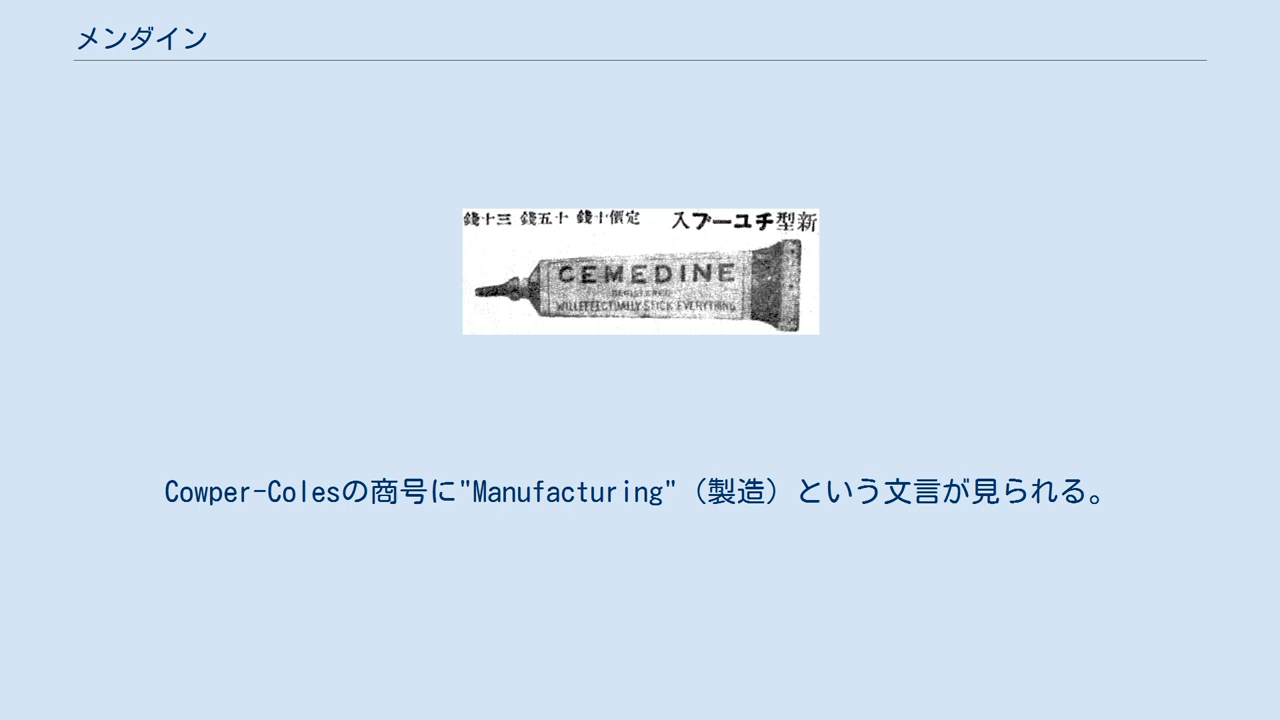 メンダイン
新型チユーブ入 定價十錢 十五錢 三十錢
CEMEDINE
REGISTERED
WILL EFFECTUALLY STICK EVERYTHING
Cowper-Colesの商号に"Manufacturing"（製造）という文言が見られる。